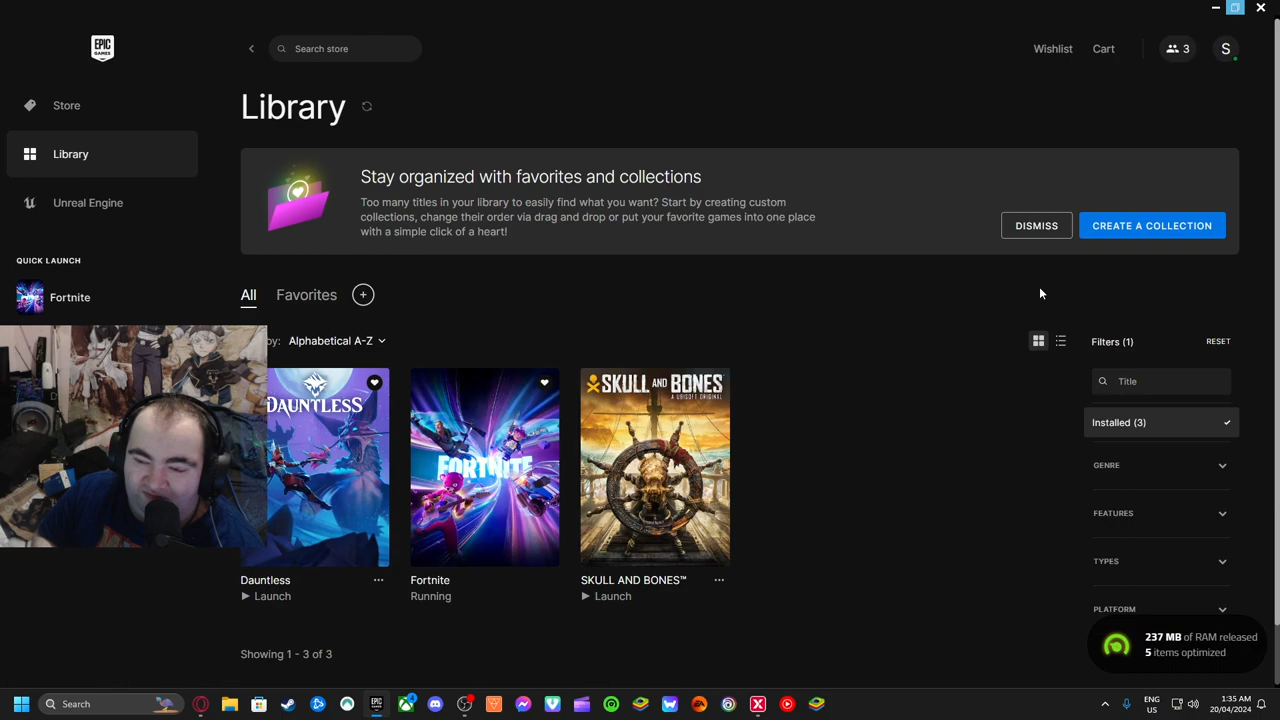 EPIC
GAMES
Search store
Wishlist
Cart
3
S
Store
Library
Unreal Engine
QUICK LAUNCH
Fortnite
Library
Stay organized with favorites and collections
Too many titles in your library to easily find what you want? Start by creating custom
collections, change their order via drag and drop or put your favorite games into one place
with a simple click of a heart!
DISMISS
CREATE A COLLECTION
All
Favorites
by:
Alphabetical A-Z
Filters (1)
RESET
Title
Installed (3)
GENRE
FEATURES
TYPES
PLATFORM
DAUNTLESS
FORTNITE
SKULL AND BONES
A UBISOFT ORIGINAL
Dauntless
Launch
Fortnite
Running
SKULL AND BONES™
Launch
Showing 1 - 3 of 3
237 MB of RAM released
5 items optimized
Search
ENG
US
1:35 AM
20/04/2024